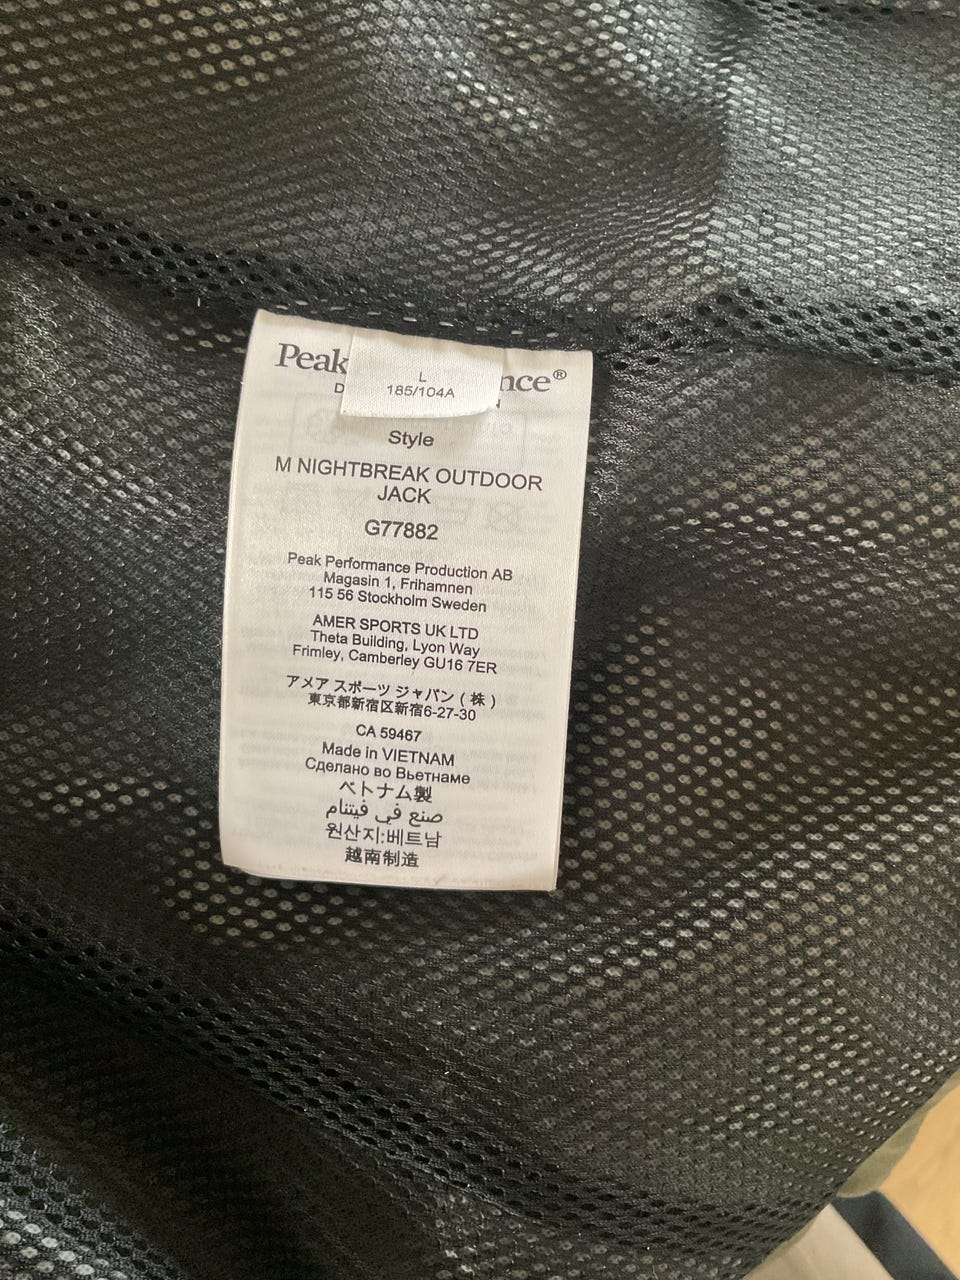 Peak nce®
L
185/104A
Style
M NIGHTBREAK OUTDOOR
JACK
G77882
Peak Performance Production AB
Magasin 1, Frihamnen
115 56 Stockholm Sweden
AMER SPORTS UK LTD
Theta Building, Lyon Way
Frimley, Camberley GU16 7ER
アメア スポーツ ジャパン ( 株 )
東京都新宿区新宿6-27-30
CA 59467
Made in VIETNAM
Сделано во Вьетнаме
ベトナム製
صنع في فيتنام
원산지:베트남
越南制造